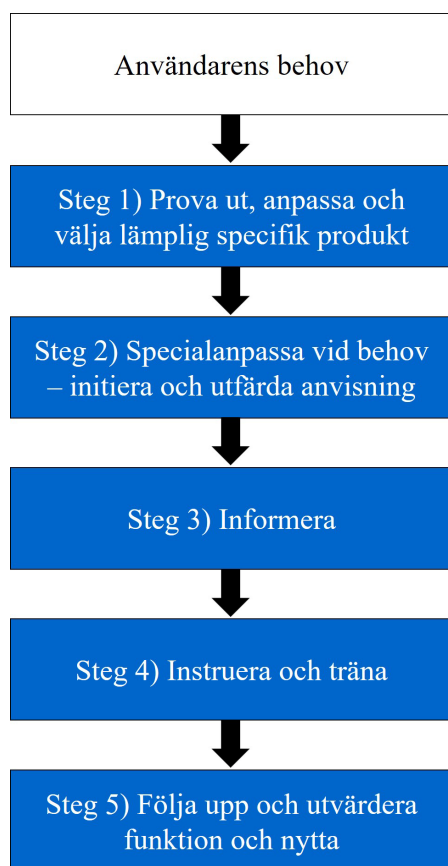 Användarens behov
Steg 1) Prova ut, anpassa och
välja lämplig specifik produkt
Steg 2) Specialanpassa vid behov
– initiera och utfärda anvisning
Steg 3) Informera
Steg 4) Instruera och träna
Steg 5) Följa upp och utvärdera
funktion och nytta